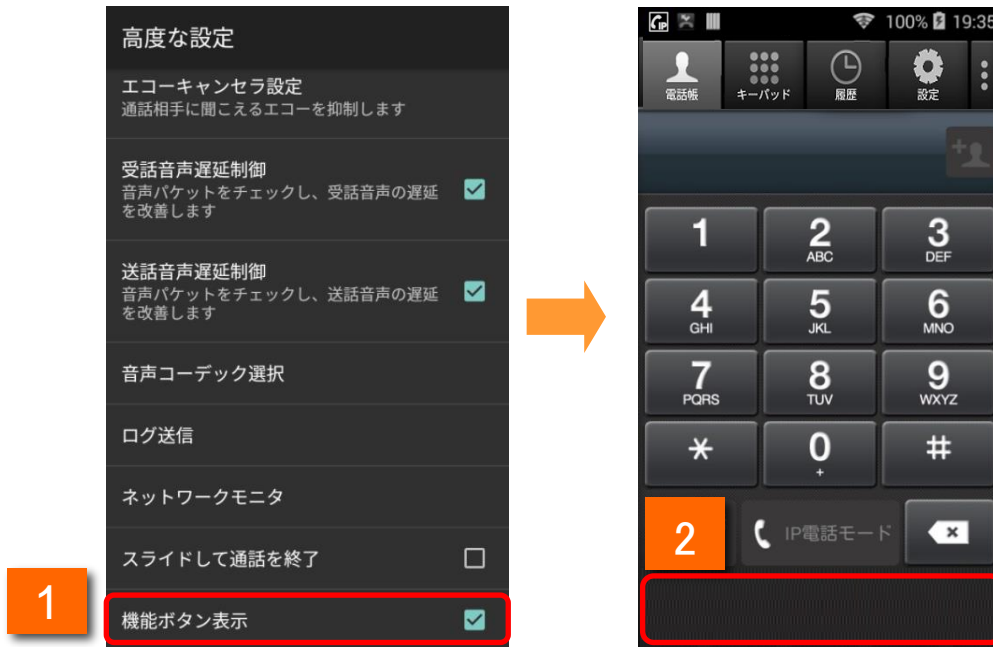 高度な設定
エコーキャンセラ設定
通話相手に聞こえるエコーを抑制します
受話音声遅延制御
音声パケットをチェックし、受話音声の遅延
を改善します
送話音声遅延制御
音声パケットをチェックし、送話音声の遅延
を改善します
音声コーデック選択
ログ送信
ネットワークモニタ
スライドして通話を終了
1
機能ボタン表示
IP
100% 19:35
電話帳 キーパッド 履歴 設定
1 2 3
ABC DEF
4 5 6
GHI JKL MNO
7 8 9
PQRS TUV WXYZ
* 0 #
+
2 IP電話モード